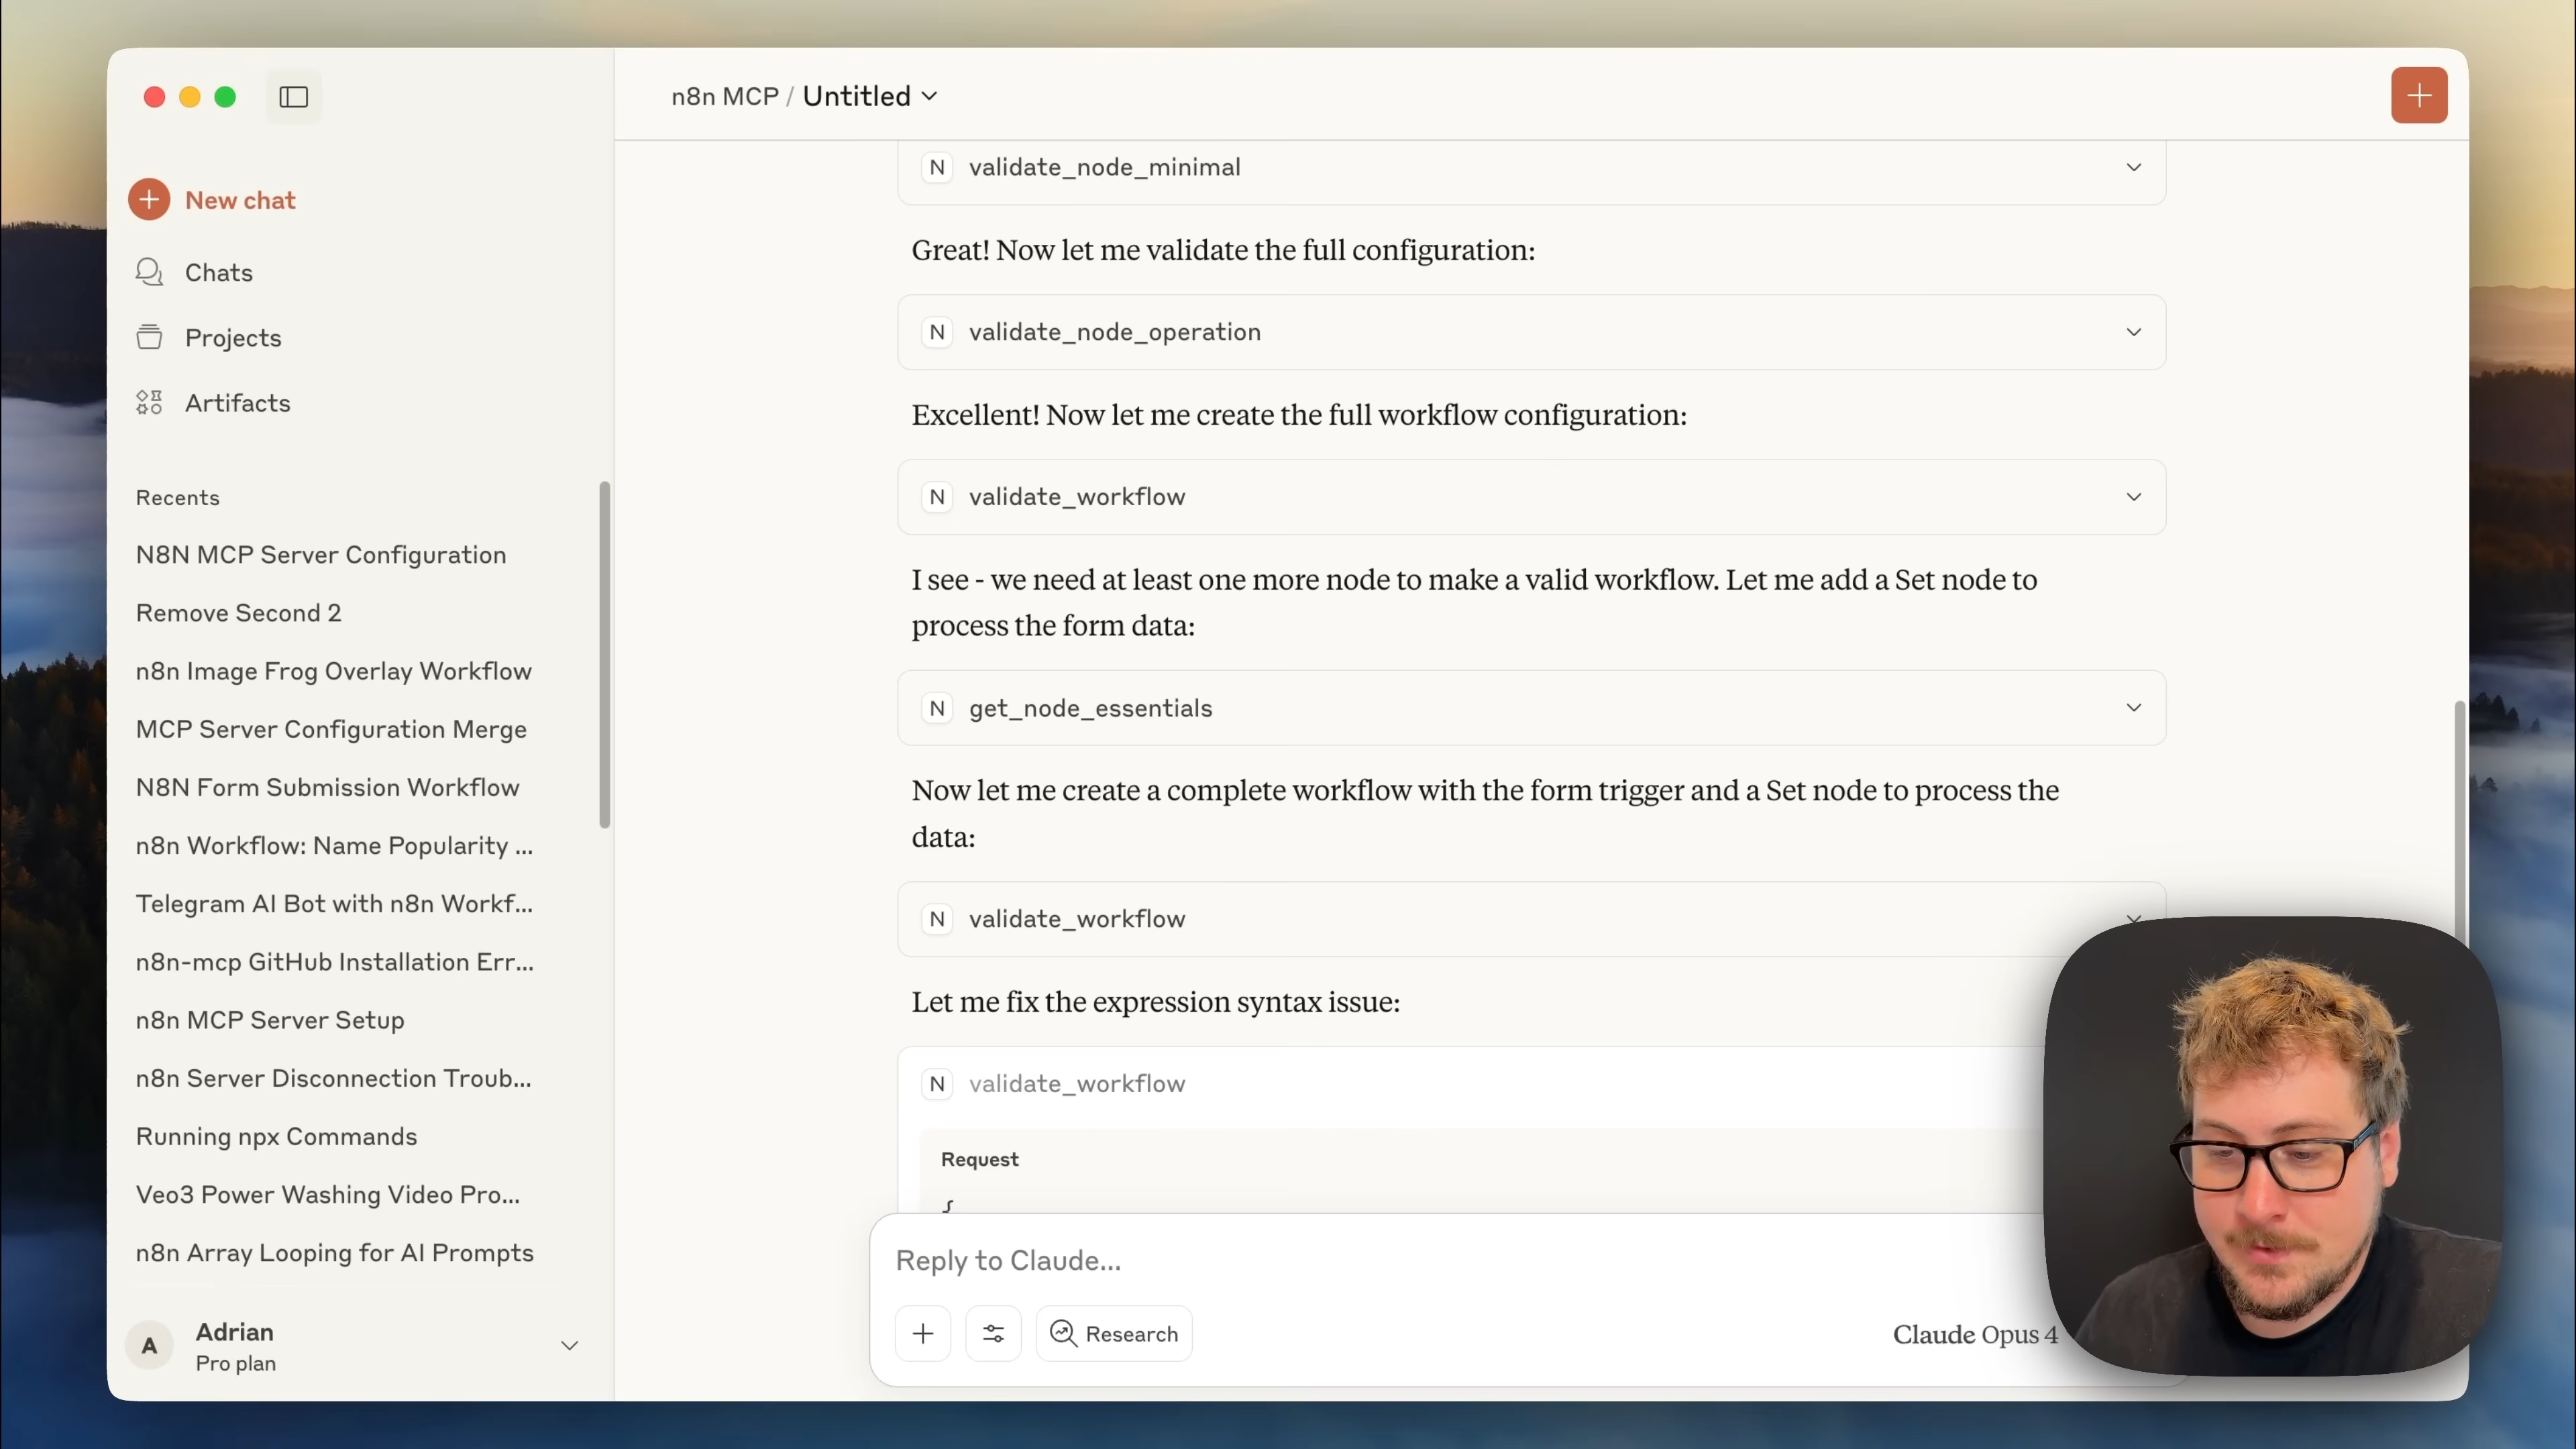 n8n MCP / Untitled
New chat
Chats
Projects
Artifacts
Recents
N8N MCP Server Configuration
Remove Second 2
n8n Image Frog Overlay Workflow
MCP Server Configuration Merge
N8N Form Submission Workflow
n8n Workflow: Name Popularity ...
Telegram AI Bot with n8n Workf...
n8n-mcp GitHub Installation Err...
n8n MCP Server Setup
n8n Server Disconnection Troub...
Running npx Commands
Veo3 Power Washing Video Pro...
n8n Array Looping for AI Prompts
A
Adrian
Pro plan
N validate_node_minimal
Great! Now let me validate the full configuration:
N validate_node_operation
Excellent! Now let me create the full workflow configuration:
N validate_workflow
I see - we need at least one more node to make a valid workflow. Let me add a Set node to
process the form data:
N get_node_essentials
Now let me create a complete workflow with the form trigger and a Set node to process the
data:
N validate_workflow
Let me fix the expression syntax issue:
N validate_workflow
Request
{
Reply to Claude...
Research
Claude Opus 4